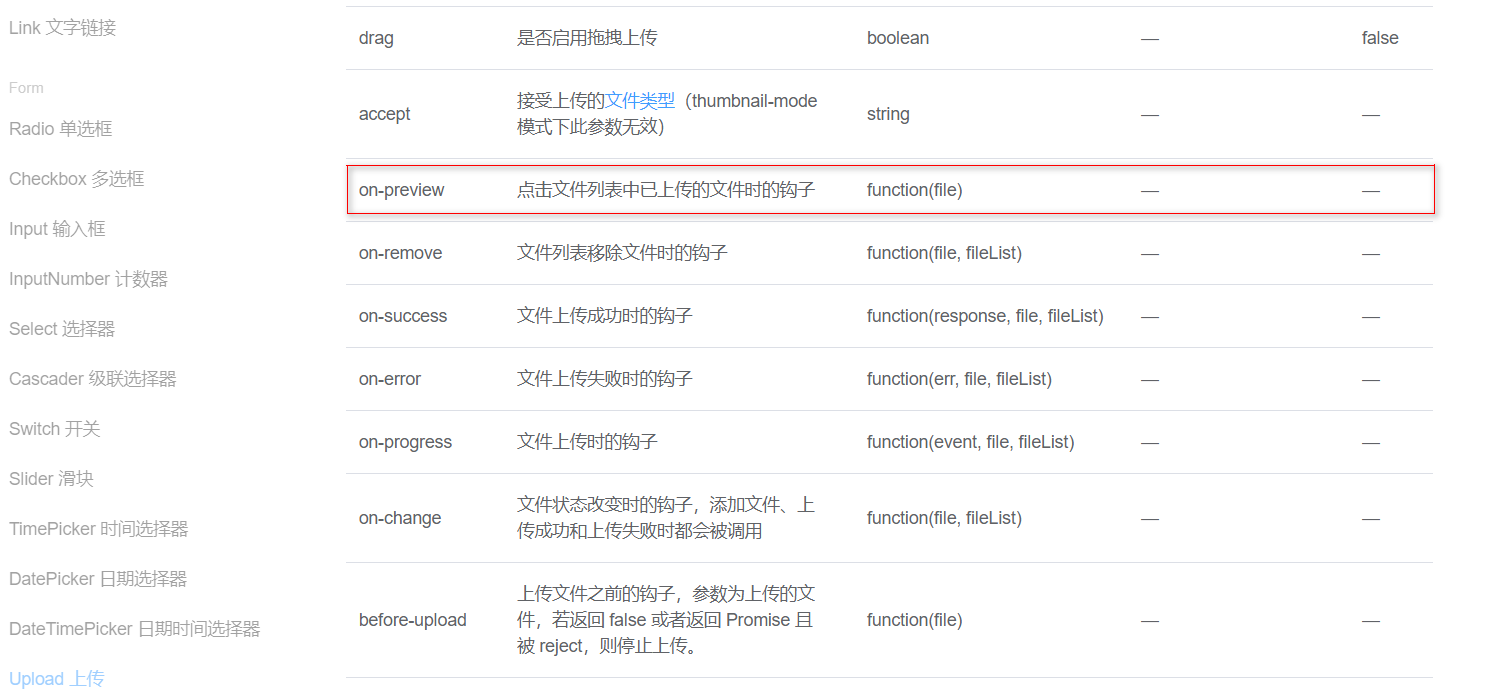 Link 文字链接
Form
Radio 单选框
Checkbox 多选框
Input 输入框
InputNumber 计数器
Select 选择器
Cascader 级联选择器
Switch 开关
Slider 滑块
TimePicker 时间选择器
DatePicker 日期选择器
DateTimePicker 日期时间选择器
Upload 上传
drag 是否启用拖拽上传 boolean — false
accept 接受上传的文件类型（thumbnail-mode
模式下此参数无效） string — —
on-preview 点击文件列表中已上传的文件时的钩子 function(file) — —
on-remove 文件列表移除文件时的钩子 function(file, fileList) — —
on-success 文件上传成功时的钩子 function(response, file, fileList) — —
on-error 文件上传失败时的钩子 function(err, file, fileList) — —
on-progress 文件上传时的钩子 function(event, file, fileList) — —
on-change 文件状态改变时的钩子，添加文件、上
传成功和上传失败时都会被调用 function(file, fileList) — —
上传文件之前的钩子，参数为上传的文
before-upload 件，若返回 false 或者返回 Promise 且 function(file) — —
被 reject，则停止上传。